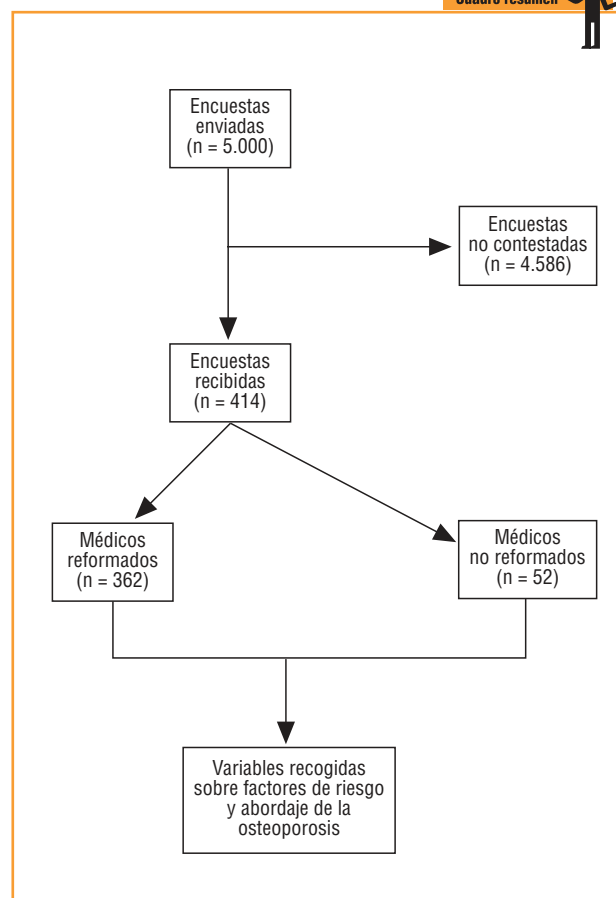 Cuadro resumen
Encuestas
enviadas
(n = 5.000)
Encuestas
no contestadas
(n = 4.586)
Encuestas
recibidas
(n = 414)
Médicos
reformados
(n = 362)
Médicos
no reformados
(n = 52)
Variables recogidas
sobre factores de riesgo
y abordaje de la
osteoporosis